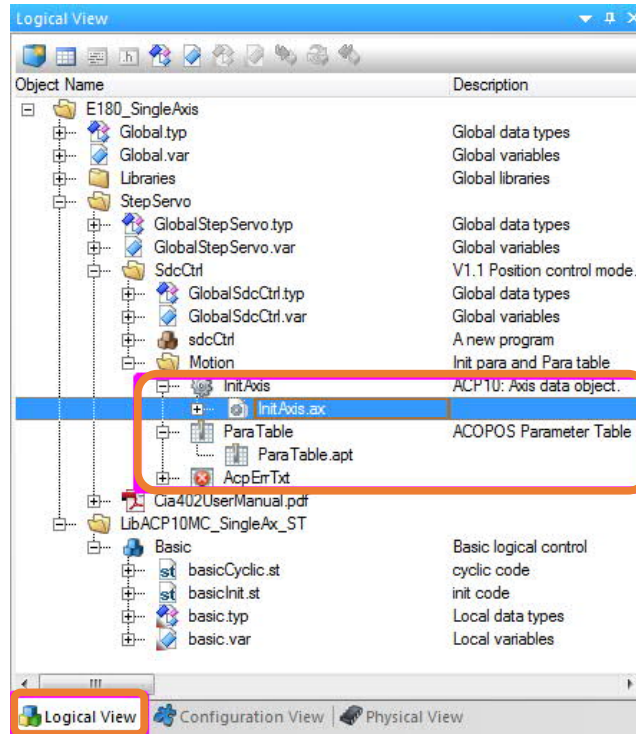 Logical View
Object Name Description
E180_SingleAxis
Global.typ Global data types
Global.var Global variables
Libraries Global libraries
StepServo
GlobalStepServo.typ Global data types
GlobalStepServo.var Global variables
SdcCtrl V1.1 Position control mode.
GlobalSdcCtrl.typ Global data types
GlobalSdcCtrl.var Global variables
sdcCtrl A new program
Motion Init para and Para table
InitAxis ACP10: Axis data object.
InitAxis.ax
ParaTable ACOPOS Parameter Table
ParaTable.apt
AcpErrTxt
Cia402UserManual.pdf
LibACP10MC_SingleAx_ST
Basic Basic logical control
basicCyclic.st cyclic code
basicInit.st init code
basic.typ Local data types
basic.var Local variables
Logical View Configuration View Physical View